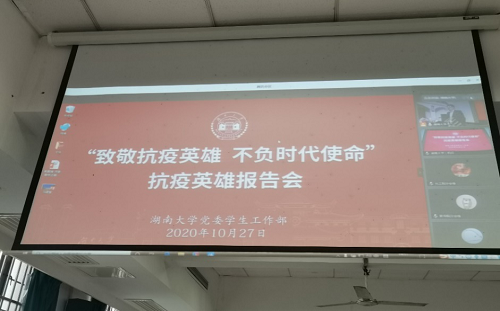 “致敬抗疫英雄 不负时代使命”
抗疫英雄报告会
湖南大学党委学生工作部
2020年10月27日